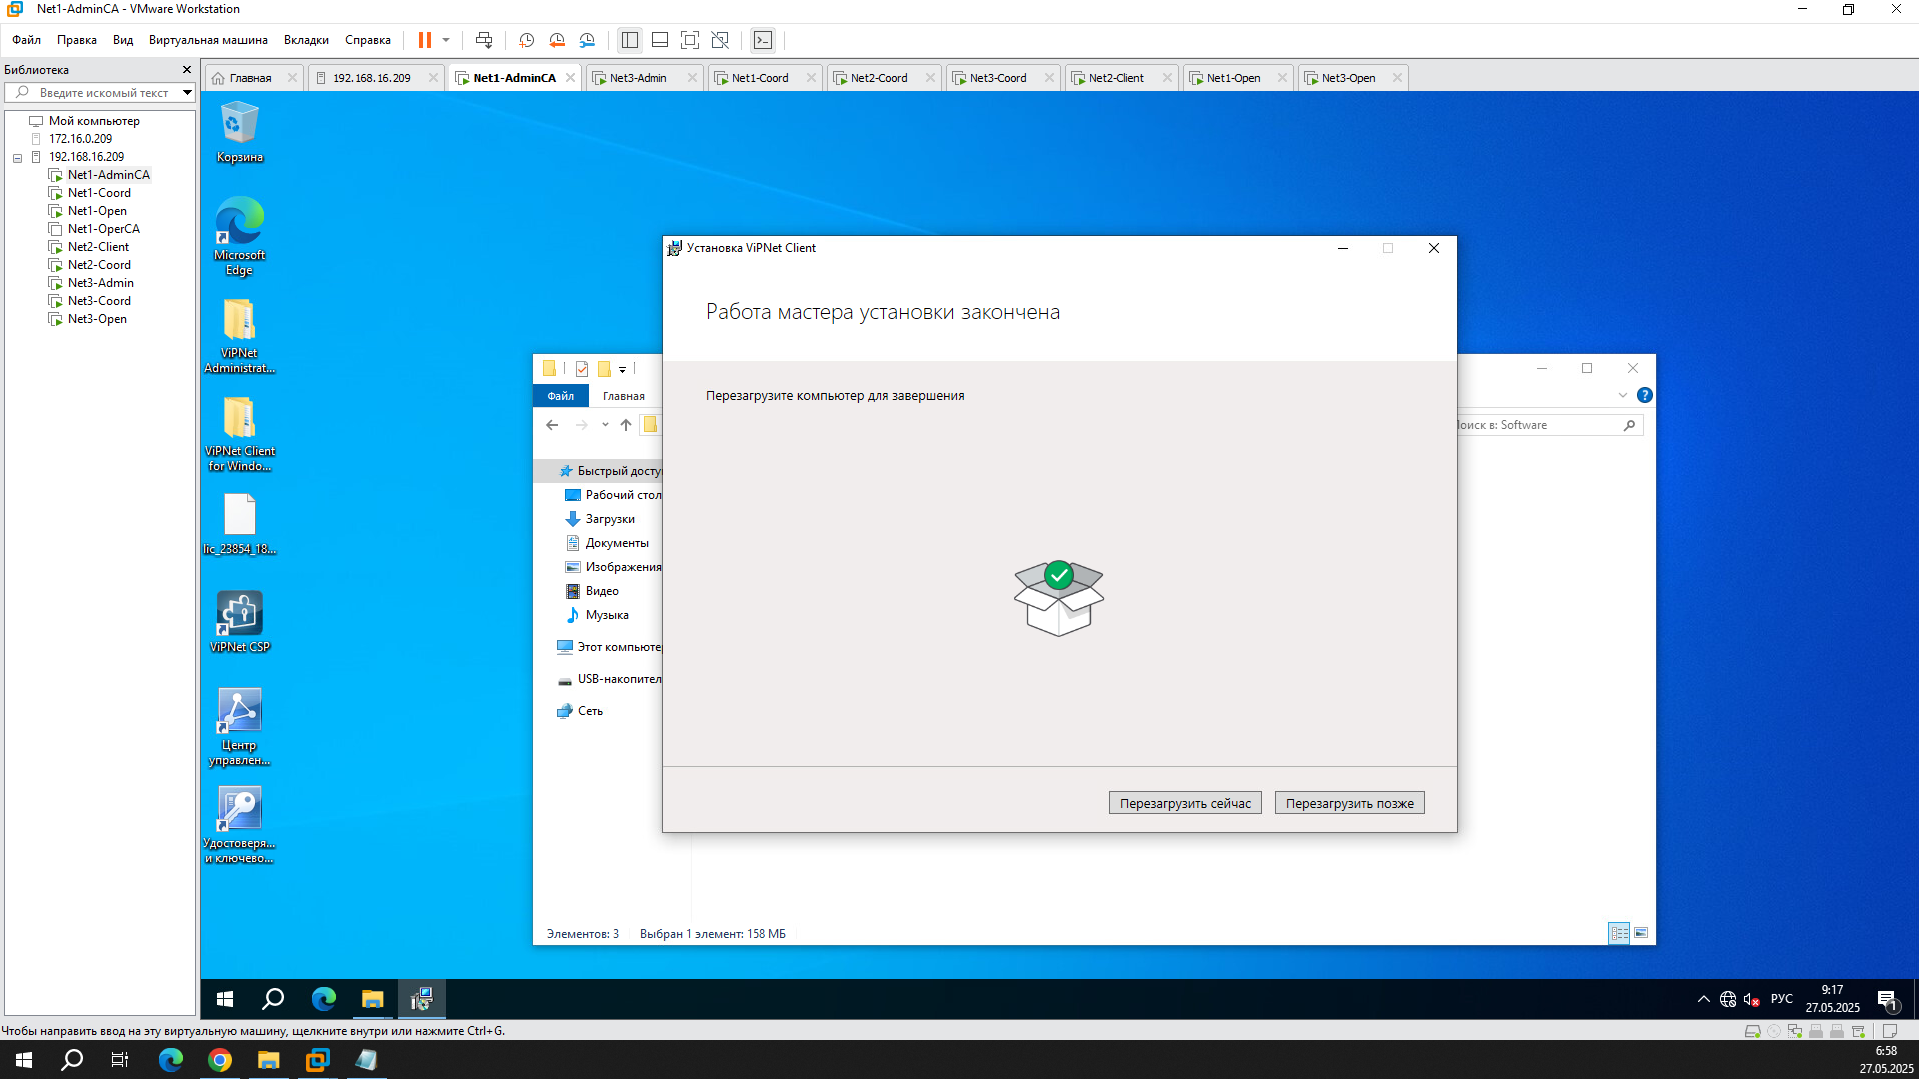 Net1-AdminCA - VMware Workstation
Файл Правка Вид Виртуальная машина Вкладки Справка
Библиотека
Введите искомый текст
Мой компьютер
172.16.0.209
192.168.16.209
Net1-AdminCA
Net1-Coord
Net1-Open
Net1-OperCA
Net2-Client
Net2-Coord
Net3-Admin
Net3-Coord
Net3-Open
Главная 192.168.16.209 Net1-AdminCA Net3-Admin Net1-Coord Net2-Coord Net3-Coord Net2-Client Net1-Open Net3-Open
Корзина
Microsoft
Edge
ViPNet
Administrat...
ViPNet Client
for Windo...
lic_23854_18...
ViPNet CSP
Центр
управлен...
Удостоверя...
и ключево...
Установка ViPNet Client
Работа мастера установки закончена
Перезагрузите компьютер для завершения
Перезагрузить сейчас Перезагрузить позже
Файл Главная
Поиск в: Software
Быстрый досту
Рабочий стол
Загрузки
Документы
Изображения
Видео
Музыка
Этот компьюте
USB-накопител
Сеть
Элементов: 3 Выбран 1 элемент: 158 МБ
РУС
9:17
27.05.2025
1
Чтобы направить ввод на эту виртуальную машину, щелкните внутри или нажмите Ctrl+G.
6:58
27.05.2025